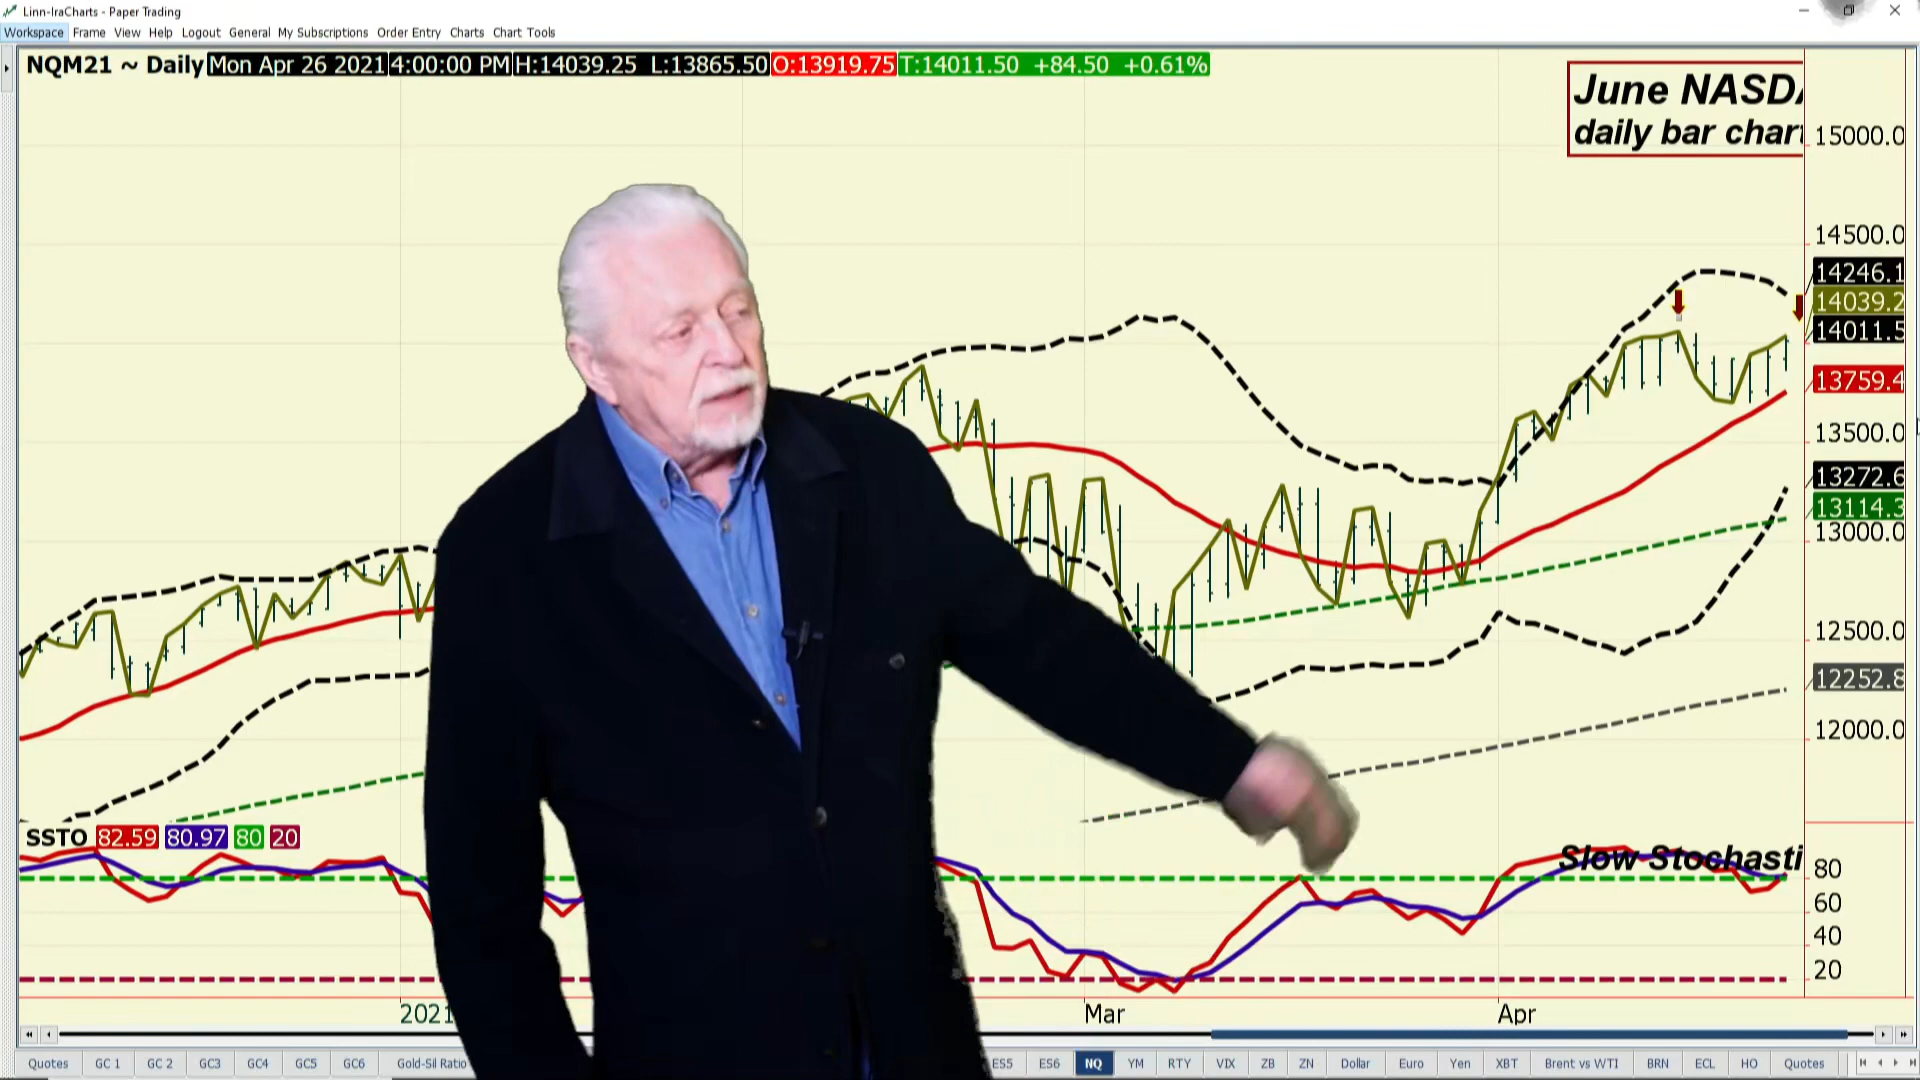 Linn-IraCharts - Paper Trading
Workspace Frame View Help Logout General My Subscriptions Order Entry Charts Chart Tools
NQM21 ~ Daily Mon Apr 26 2021 4:00:00 PM H:14039.25 L:13865.50 O:13919.75 T:14011.50 +84.50 +0.61%
June NASDA
daily bar chart
15000.0
14500.0
14246.1
14039.2
14011.5
13759.4
13500.0
13272.6
13114.3
13000.0
12500.0
12252.8
12000.0
SSTO 82.59 80.97 80 20
Slow Stochasti
80
60
40
20
2021 Mar Apr
Quotes GC 1 GC 2 GC3 GC4 GC5 GC6 Gold-Sil Ratio ES5 ES6 NQ YM RTY VIX ZB ZN Dollar Euro Yen XBT Brent vs WTI BRN ECL HO Quotes